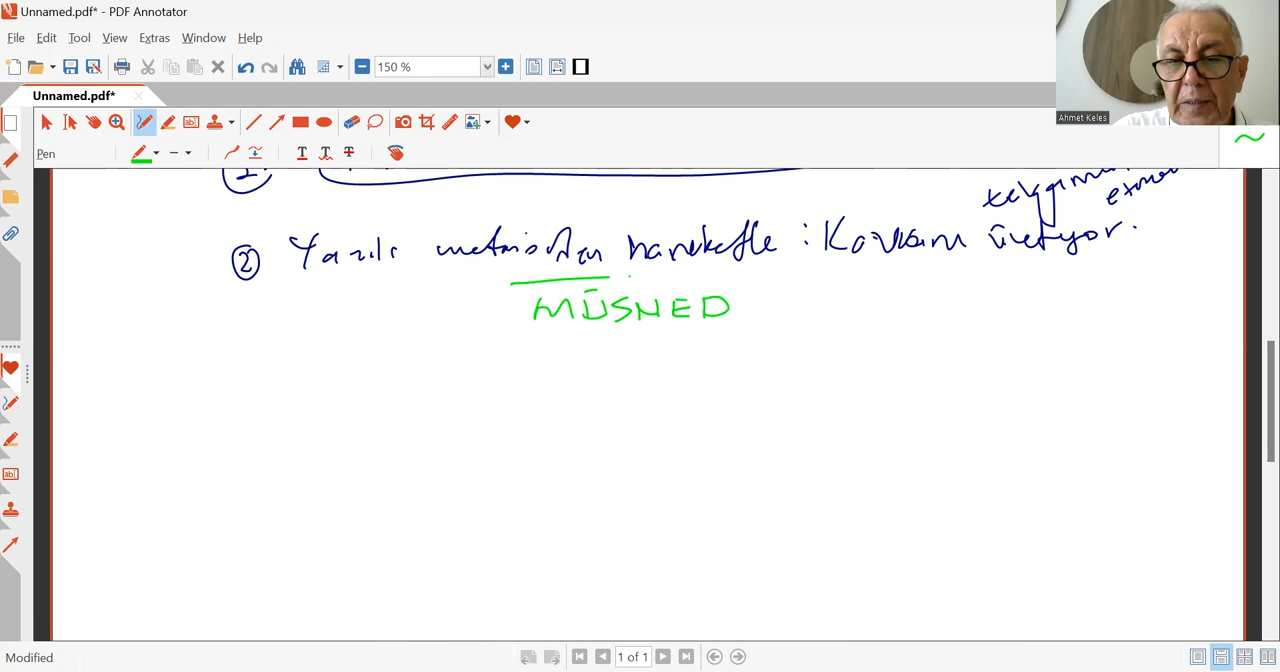 Unnamed.pdf* - PDF Annotator
File Edit Tool View Extras Window Help
150 %
Unnamed.pdf*
Ahmet Keles
Pen
② Yazılı metinden hareketle : Kavram üretiyor.
MÜSNED
Modified
1 of 1